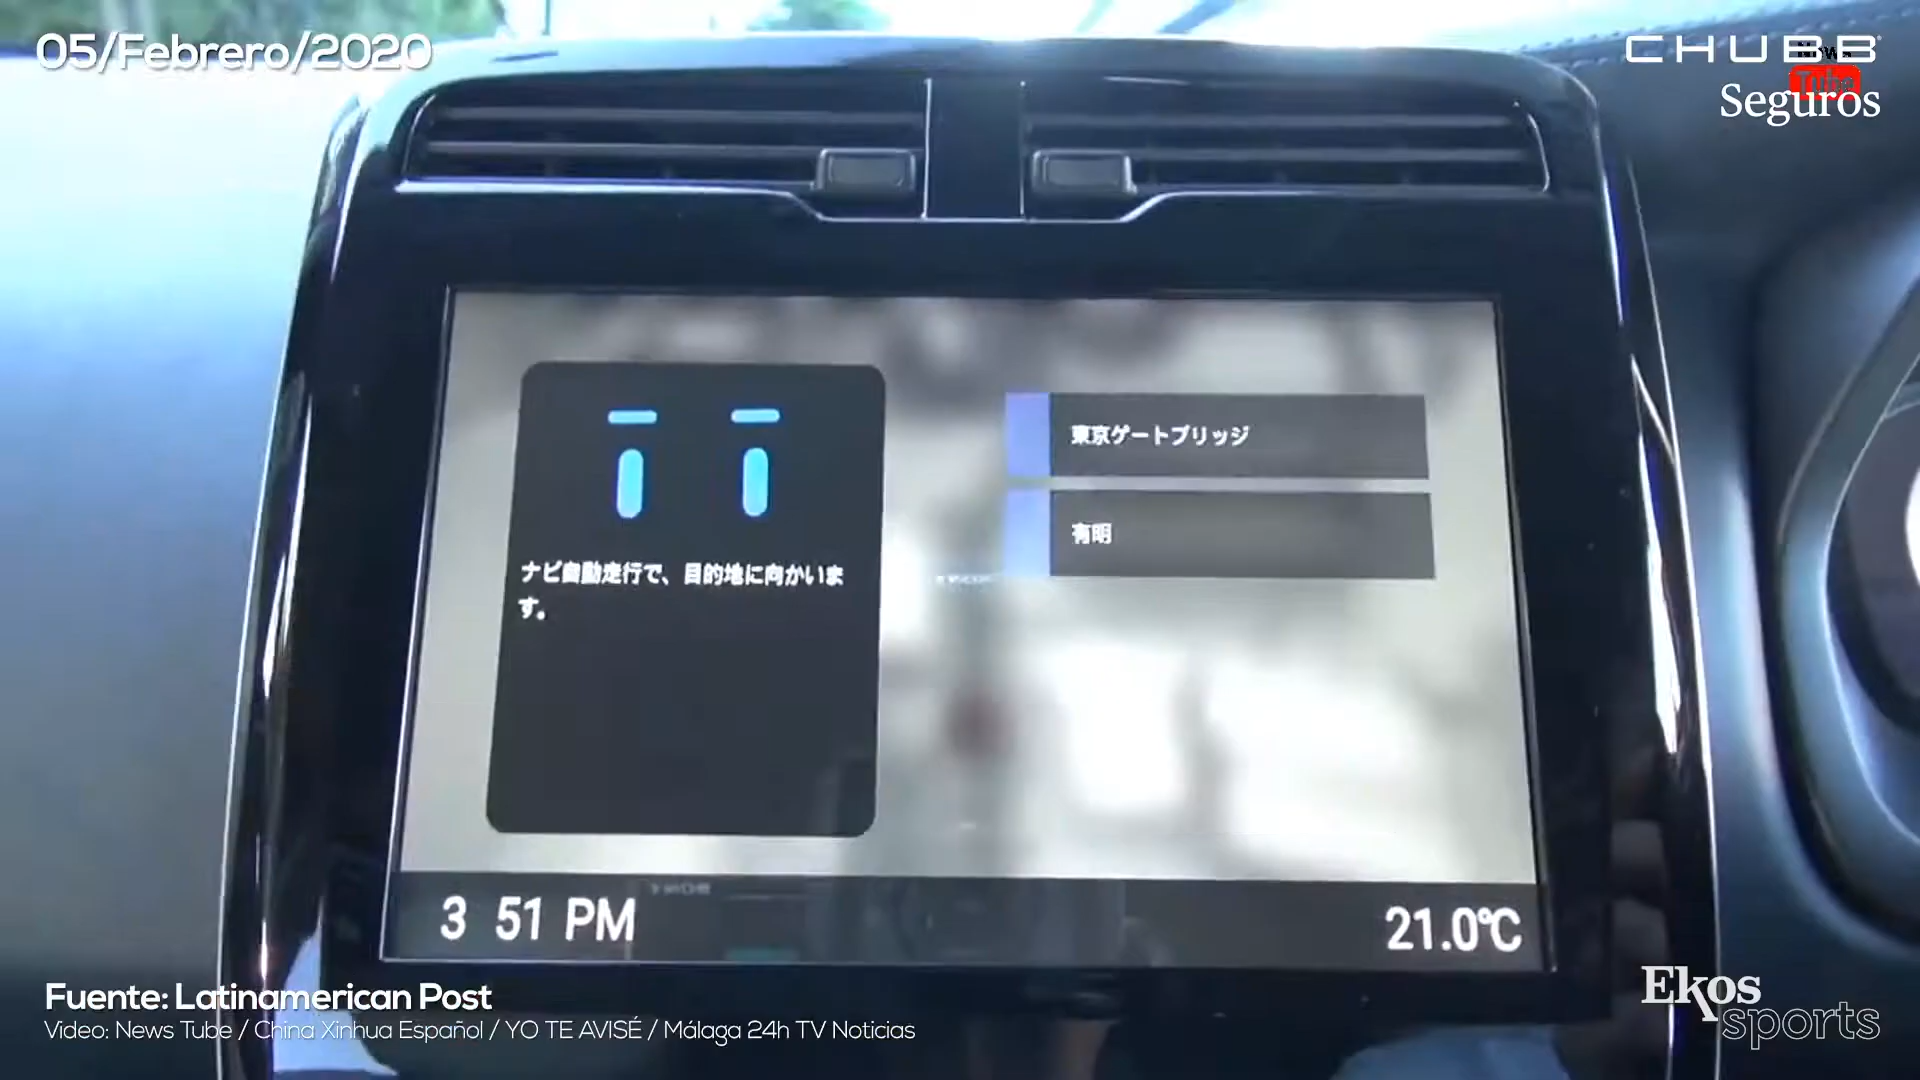 05/Febrero/2020
CHUBB
News
Tube
Seguros
東京ゲートブリッジ
有明
ナビ自動走行で、目的地に向かいま
す。
3 51 PM
21.0℃
Fuente: Latinamerican Post
Video: News Tube / China Xinhua Español / YO TE AVISÉ / Málaga 24h TV Noticias
Ekos
sports